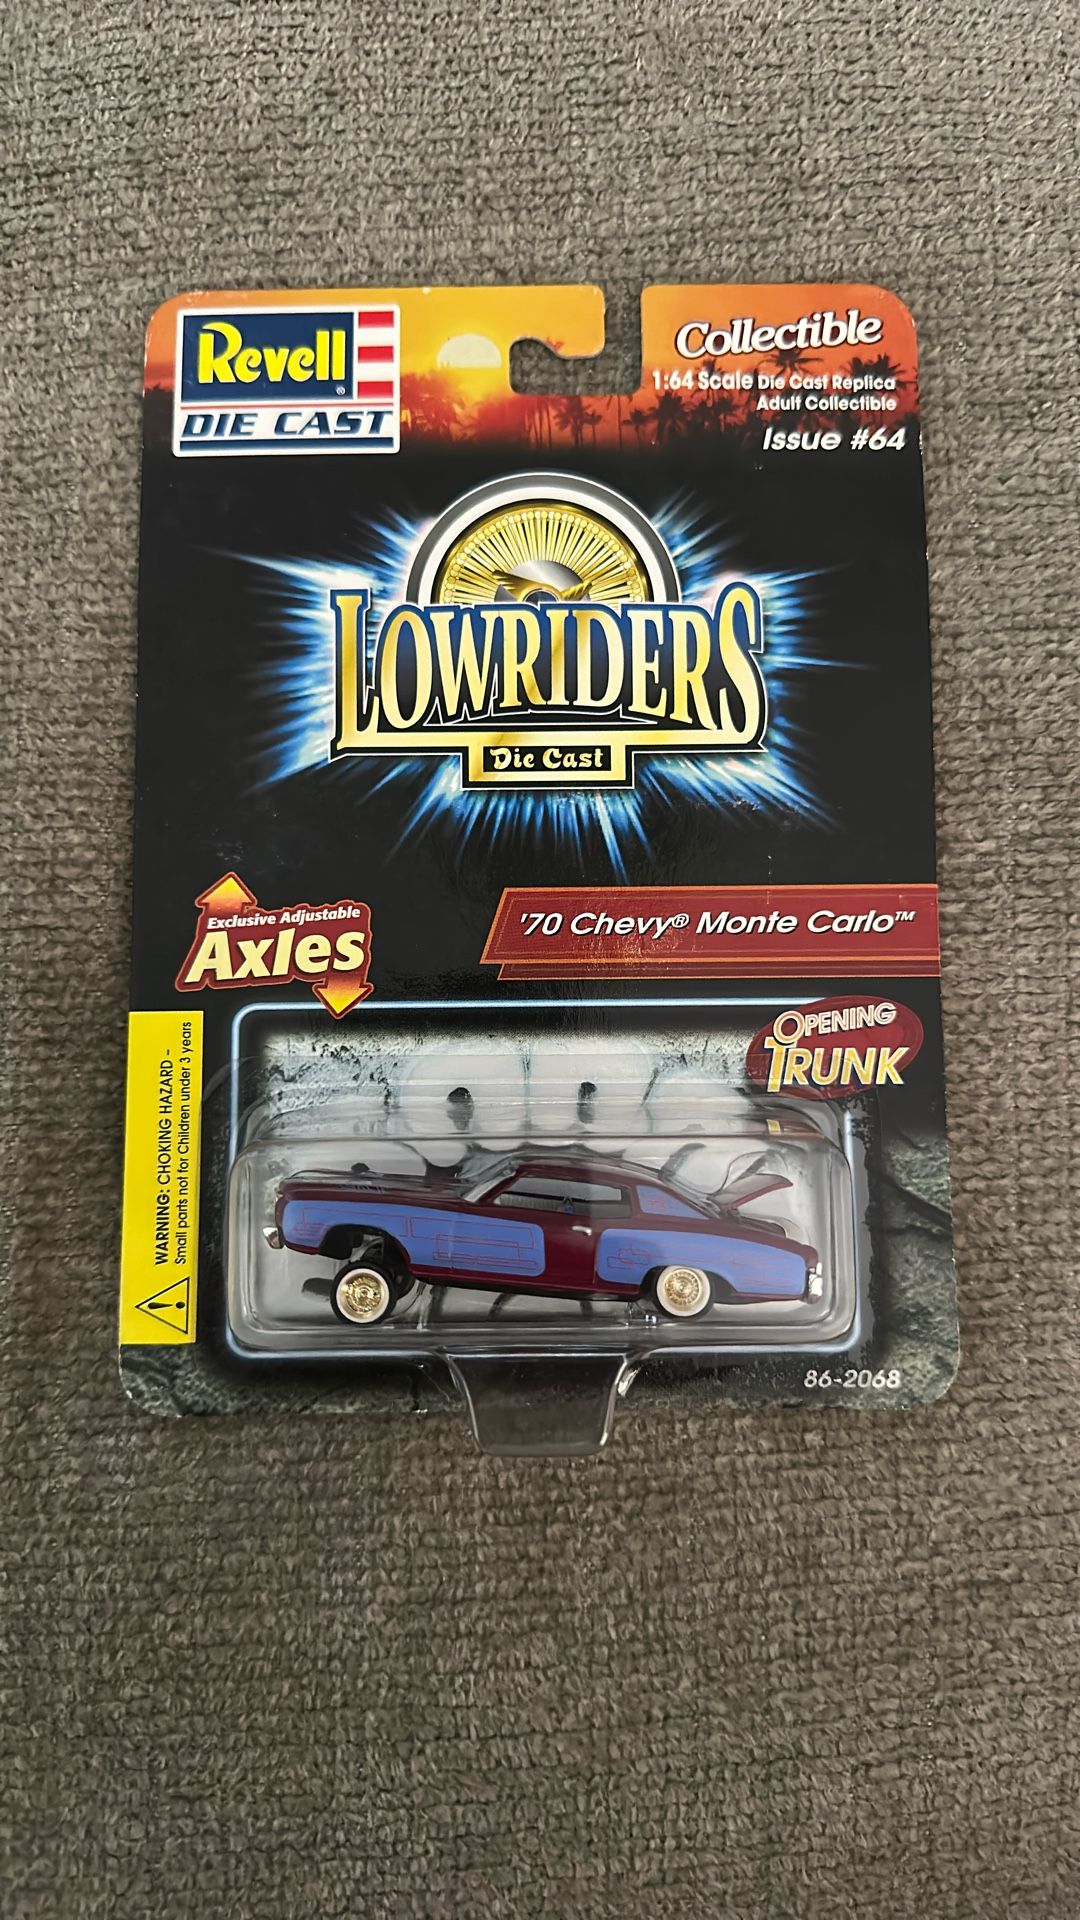 Revell®
DIE CAST
Collectible
1:64 Scale Die Cast Replica
Adult Collectible
Issue #64
LOWRIDERS
Die Cast
Exclusive Adjustable
Axles
'70 Chevy® Monte Carlo™
OPENING
TRUNK
WARNING: CHOKING HAZARD -
Small parts not for Children under 3 years
86-2068